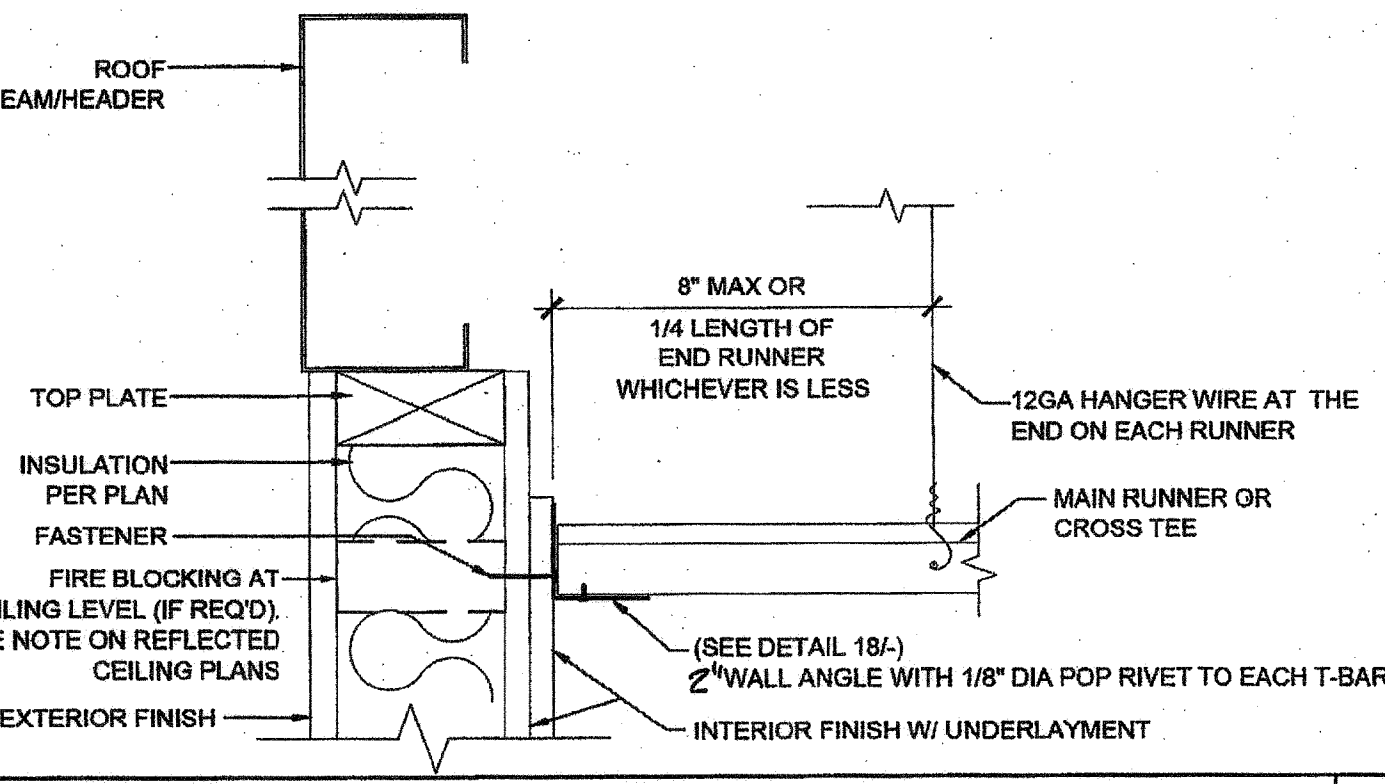 ROOF
EAM/HEADER
8" MAX OR
1/4 LENGTH OF
END RUNNER
WHICHEVER IS LESS
TOP PLATE
12GA HANGER WIRE AT THE
END ON EACH RUNNER
INSULATION
PER PLAN
MAIN RUNNER OR
CROSS TEE
FASTENER
FIRE BLOCKING AT
ILING LEVEL (IF REQ'D).
E NOTE ON REFLECTED
CEILING PLANS
(SEE DETAIL 18/-)
2" WALL ANGLE WITH 1/8" DIA POP RIVET TO EACH T-BAR
EXTERIOR FINISH
INTERIOR FINISH W/ UNDERLAYMENT